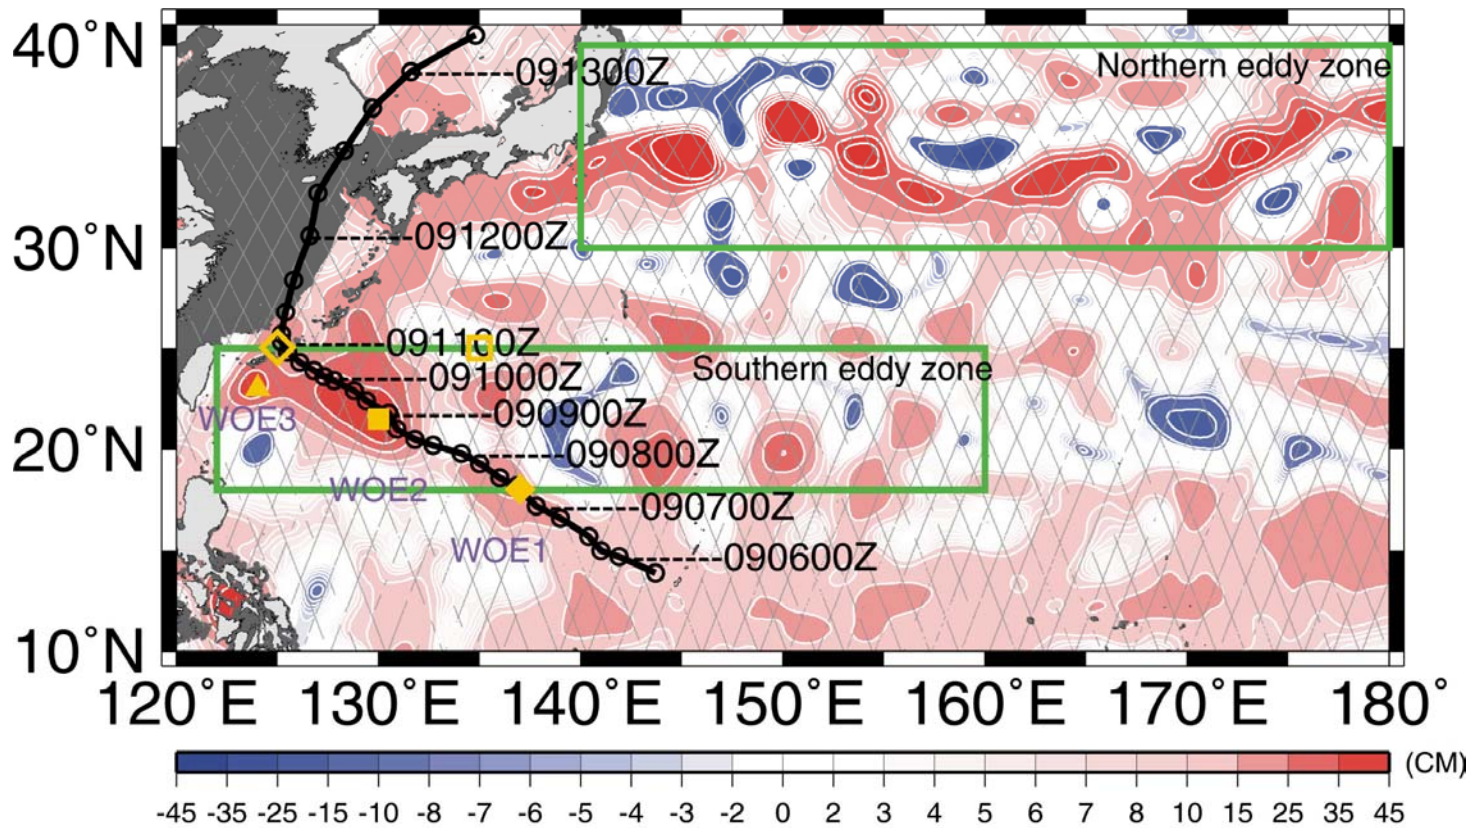 40°N
Northern eddy zone
091300Z
091200Z
30°N
091100Z
Southern eddy zone
091000Z
WOE3
090900Z
20°N
090800Z
WOE2
090700Z
WOE1
090600Z
10°N
120°E 130°E 140°E 150°E 160°E 170°E 180°
(CM)
-45 -35 -25 -15 -10 -8 -7 -6 -5 -4 -3 -2 0 2 3 4 5 6 7 8 10 15 25 35 45